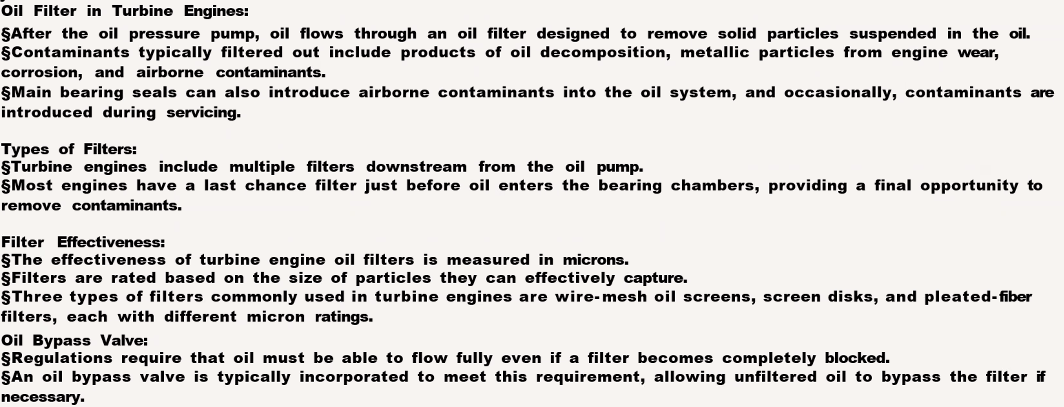 Oil Filter in Turbine Engines:
§After the oil pressure pump, oil flows through an oil filter designed to remove solid particles suspended in the oil.
§Contaminants typically filtered out include products of oil decomposition, metallic particles from engine wear,
corrosion, and airborne contaminants.
§Main bearing seals can also introduce airborne contaminants into the oil system, and occasionally, contaminants are
introduced during servicing.
Types of Filters:
§Turbine engines include multiple filters downstream from the oil pump.
§Most engines have a last chance filter just before oil enters the bearing chambers, providing a final opportunity to
remove contaminants.
Filter Effectiveness:
§The effectiveness of turbine engine oil filters is measured in microns.
§Filters are rated based on the size of particles they can effectively capture.
§Three types of filters commonly used in turbine engines are wire-mesh oil screens, screen disks, and pleated-fiber
filters, each with different micron ratings.
Oil Bypass Valve:
§Regulations require that oil must be able to flow fully even if a filter becomes completely blocked.
§An oil bypass valve is typically incorporated to meet this requirement, allowing unfiltered oil to bypass the filter if
necessary.